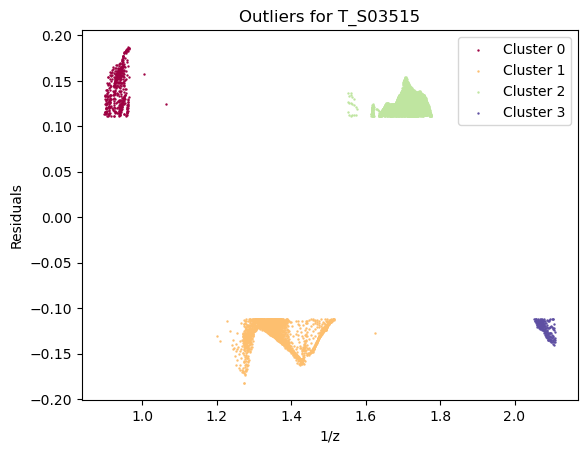 Outliers for T_S03515
Cluster 0
Cluster 1
Cluster 2
Cluster 3
Residuals
0.20
0.15
0.10
0.05
0.00
−0.05
−0.10
−0.15
−0.20
1.0 1.2 1.4 1.6 1.8 2.0
1/z